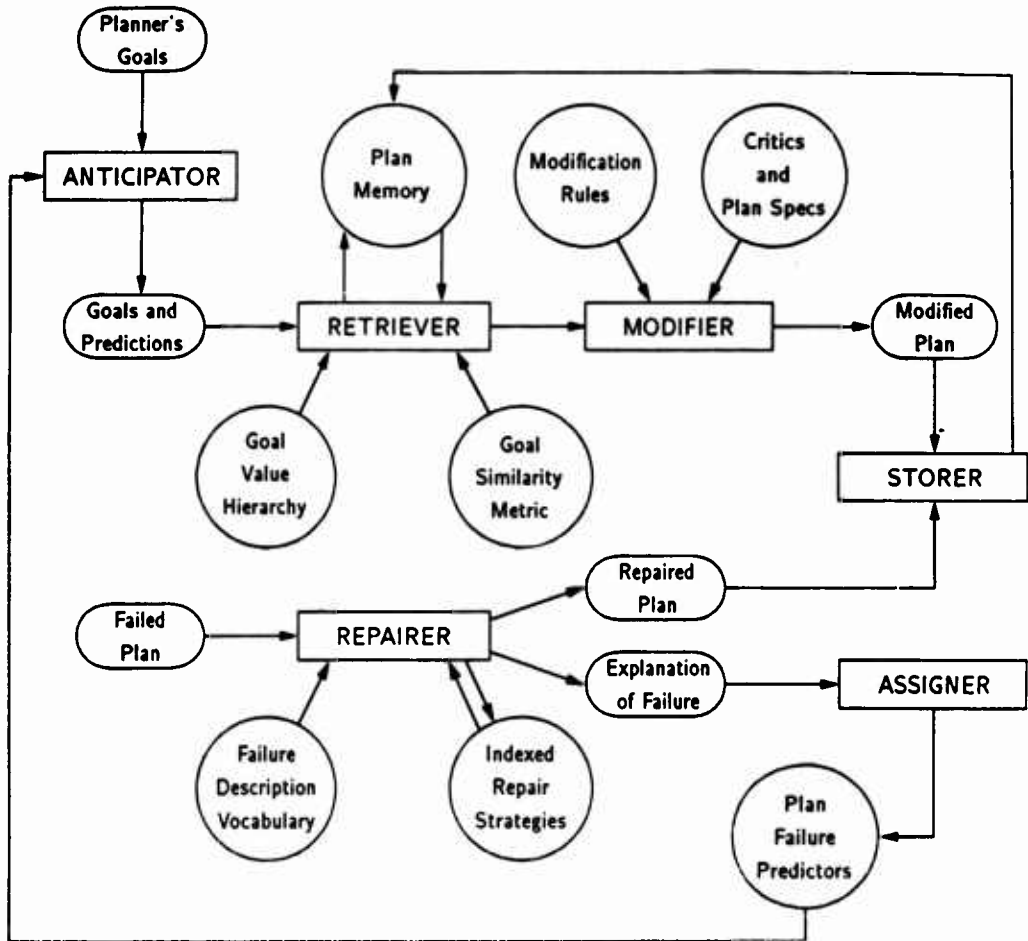 Planner's
Goals
ANTICIPATOR
Plan
Memory
Modification
Rules
Critics
and
Plan Specs
Goals and
Predictions
RETRIEVER
MODIFIER
Modified
Plan
Goal
Value
Hierarchy
Goal
Similarity
Metric
STORER
Repaired
Plan
Failed
Plan
REPAIRER
Explanation
of Failure
ASSIGNER
Failure
Description
Vocabulary
Indexed
Repair
Strategies
Plan
Failure
Predictors